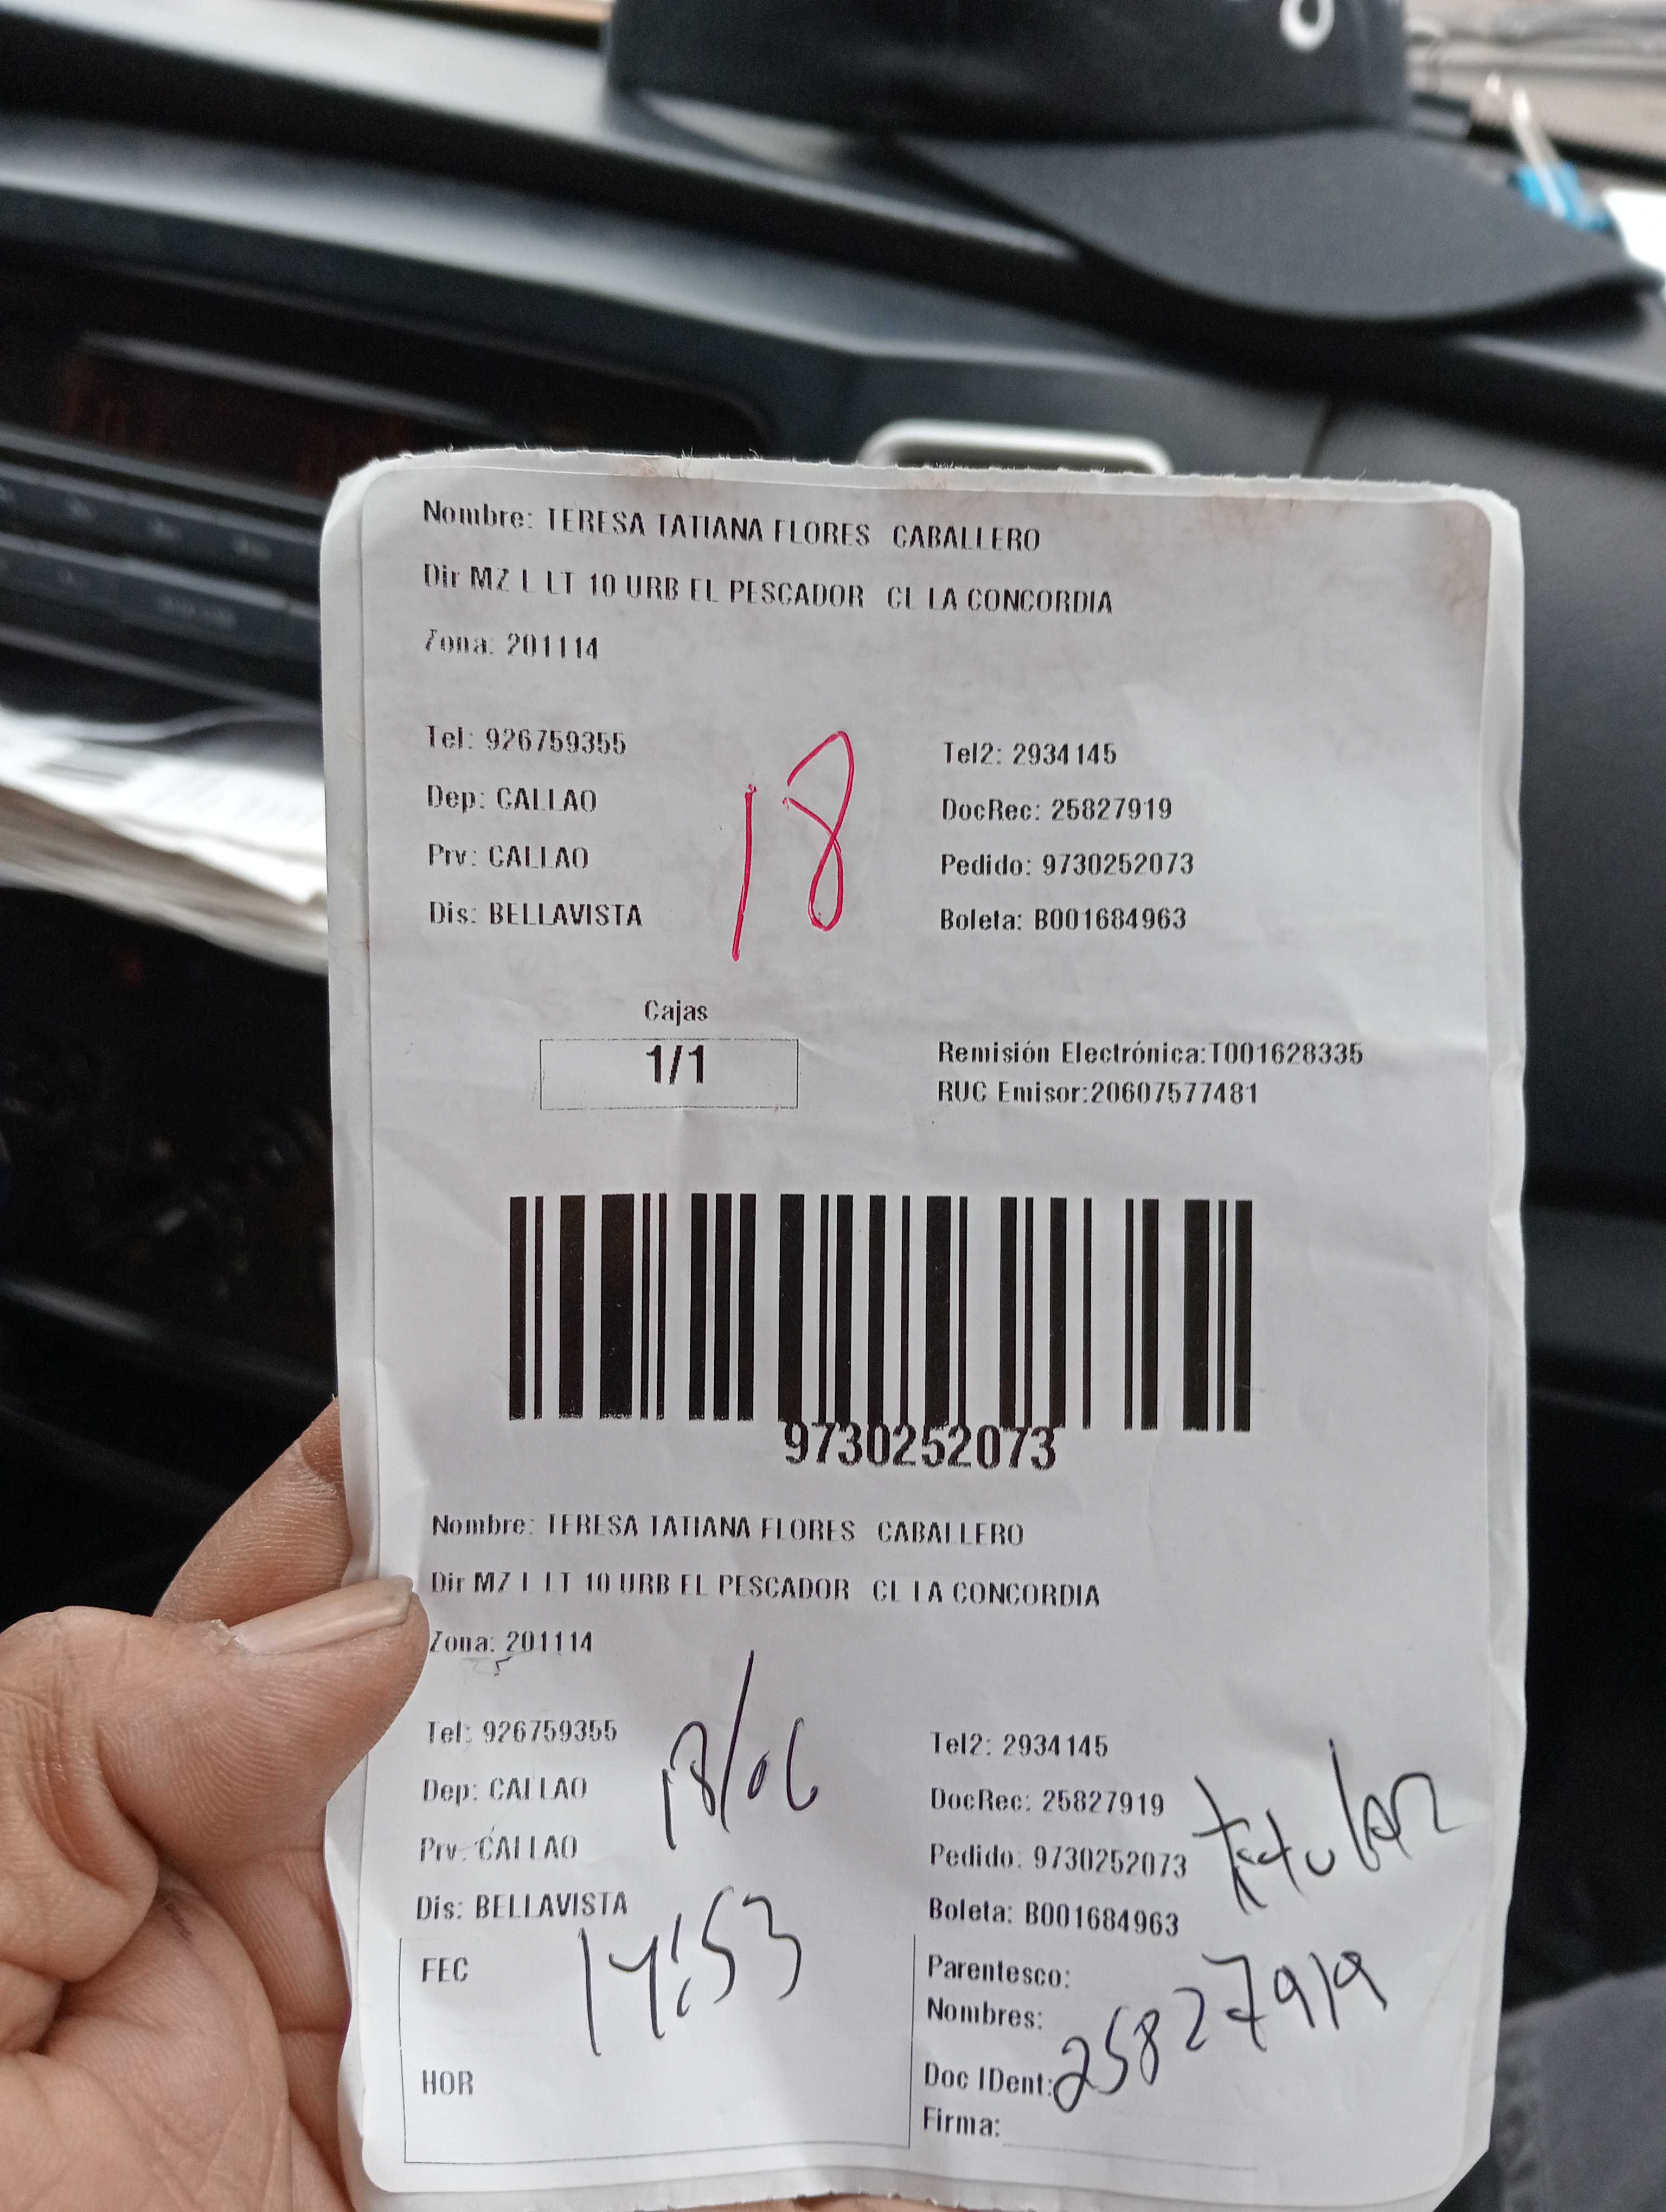 Nombre: TERESA TATIANA FLORES CABALLERO
Dir MZ L LT 10 URB EL PESCADOR CL LA CONCORDIA
Zona: 201114
Tel: 926759355
Tel2: 2934145
Dep: CALLAO
DocRec: 25827919
Prv: CALLAO
Pedido: 9730252073
Dis: BELLAVISTA
Boleta: B001684963
18
Cajas
1/1
Remisión Electrónica:T001628335
RUC Emisor:20607577481
9730252073
Nombre: TERESA TATIANA FLORES CABALLERO
Dir MZ L LT 10 URB EL PESCADOR CL LA CONCORDIA
Zona: 201114
Tel: 926759355
Tel2: 2934145
Dep: CALLAO
18/06
DocRec: 25827919
titular
Prv: CALLAO
Pedido: 9730252073
Dis: BELLAVISTA
Boleta: B001684963
FEC
14:53
Parentesco:
Nombres:
HOR
Doc IDent: 25827919
Firma: